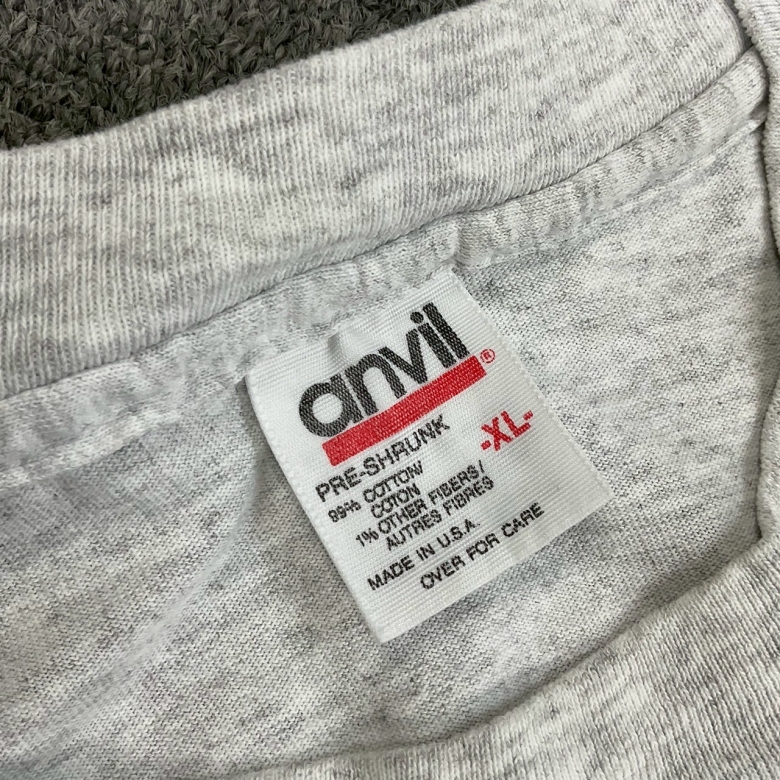 anvil®
PRE-SHRUNK
-XL-
99% COTTON/
COTON
1% OTHER FIBERS/
AUTRES FIBRES
MADE IN U.S.A.
OVER FOR CARE